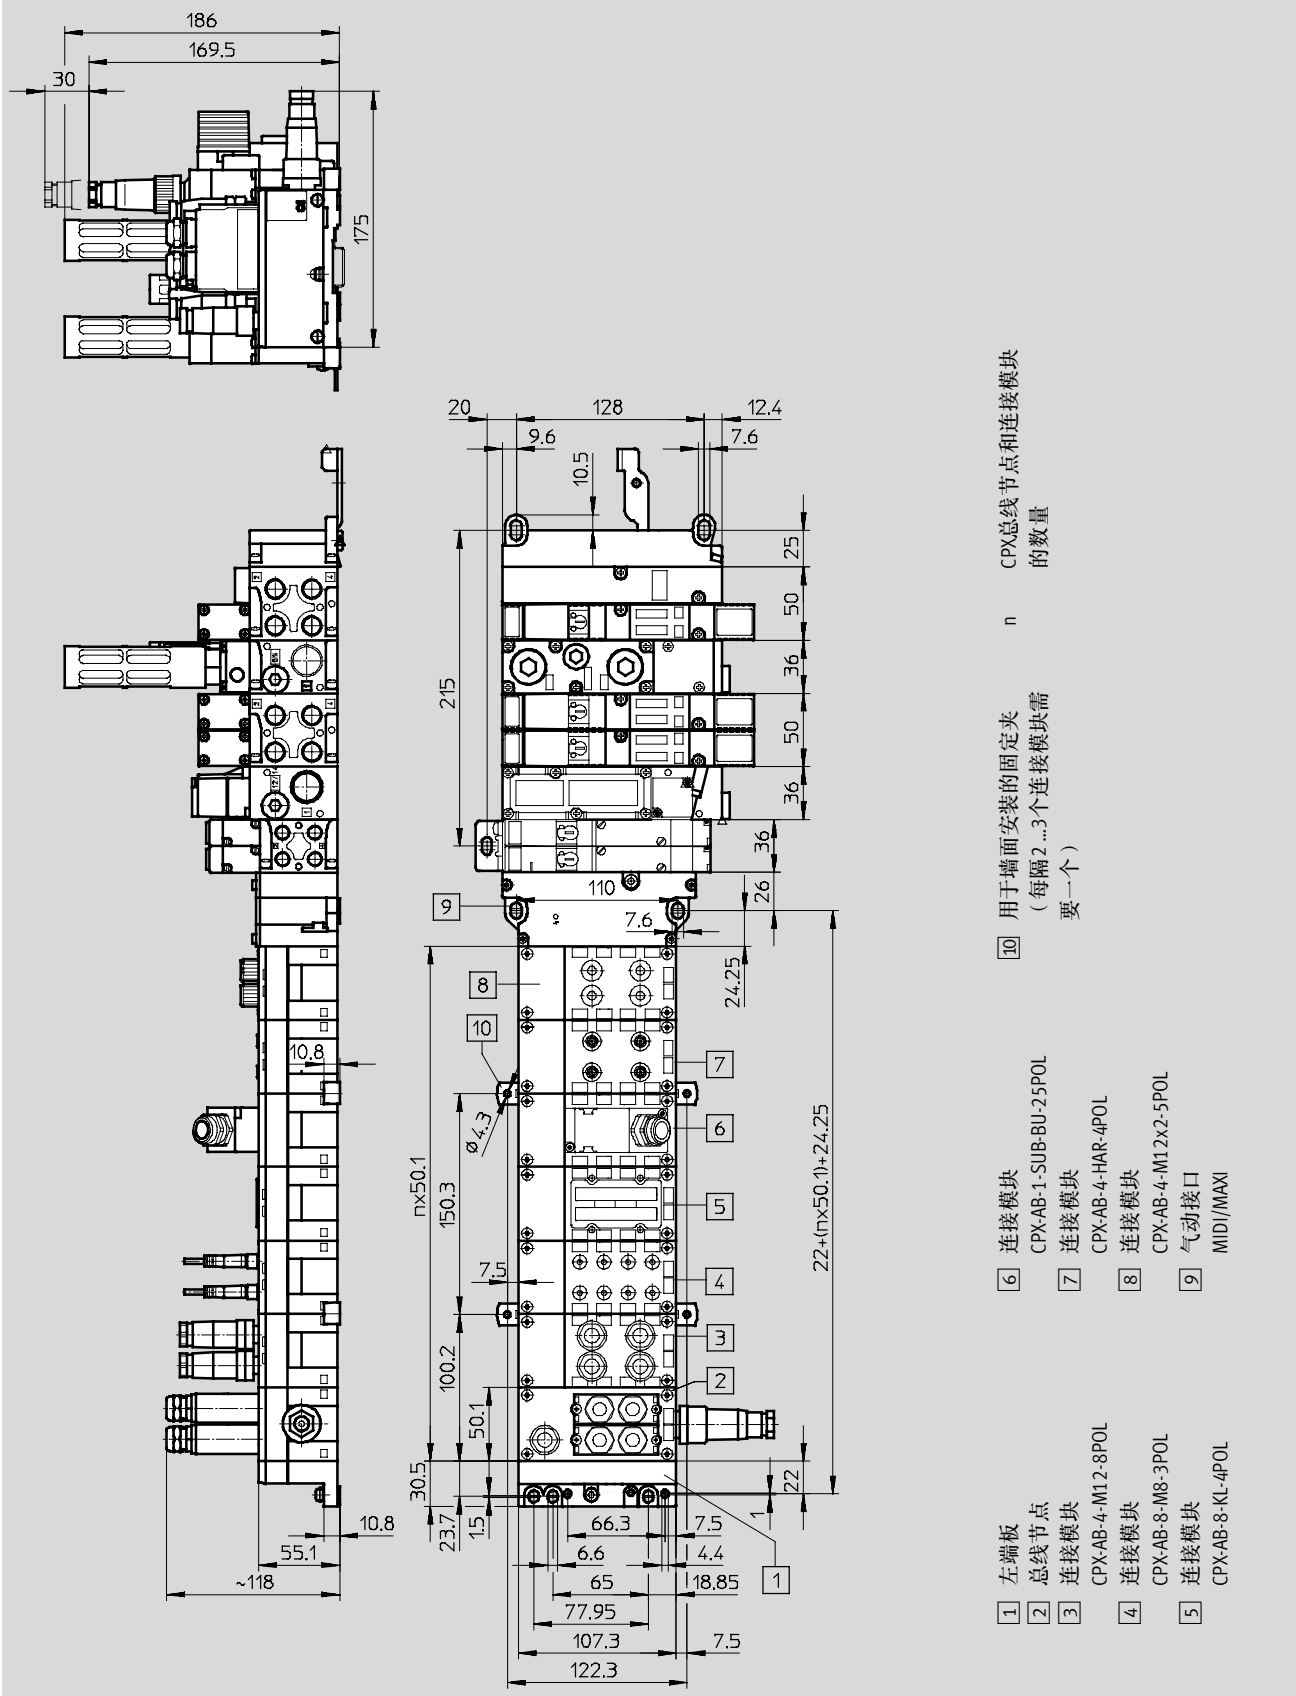 186
169.5
30
175
20
128
12.4
9.6
7.6
10.5
25
50
36
215
50
36
36
26
110
9
7.6
40
24.25
8
10
10.8
7
Ø4.3
6
n×50.1
150.3
5
22+(n×50.1)+24.25
7.5
4
3
100.2
2
50.1
30.5
22
23.7
1.5
1
10.8
66.3
7.5
55.1
6.6
4.4
~118
65
18.85
1
77.95
107.3
7.5
122.3
1 左端板
2 总线节点
3 连接模块
CPX-AB-4-M12-8POL
4 连接模块
CPX-AB-8-M8-3POL
5 连接模块
CPX-AB-8-KL-4POL
6 连接模块
CPX-AB-1-SUB-BU-25POL
7 连接模块
CPX-AB-4-HAR-4POL
8 连接模块
CPX-AB-4-M12x2-5POL
9 气动接口
MIDI/MAXI
10 用于墙面安装的固定夹
（每隔2…3个连接模块需
要一个）
n CPX总线节点和连接模块
的数量